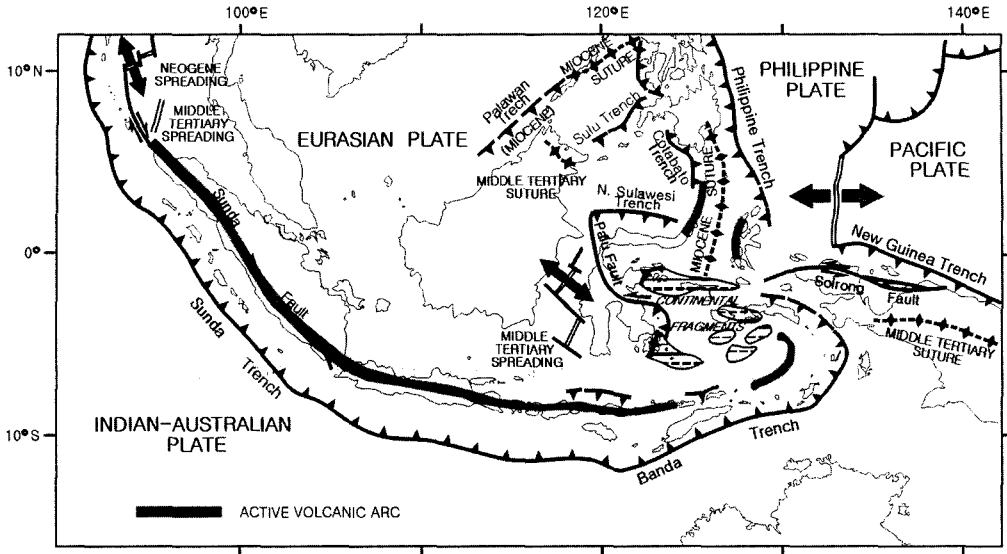 100°E
120°E
140°E
10°N
0°
10°S
NEOGENE
SPREADING
MIDDLE
TERTIARY
SPREADING
EURASIAN PLATE
Palawan
Trech
(MIOCENE)
MIOCENE
SUTURE
Sulu Trench
MIDDLE TERTIARY
SUTURE
Cotabato
Trench
N. Sulawesi
Trench
MIOCENE SUTURE
Philippine Trench
PHILIPPINE
PLATE
PACIFIC
PLATE
New Guinea Trench
Solrong
Fault
MIDDLE TERTIARY
SUTURE
Palu Fault
CONTINENTAL
FRAGMENTS
MIDDLE
TERTIARY
SPREADING
Sunda
Fault
Sunda
Trench
INDIAN-AUSTRALIAN
PLATE
Banda
Trench
ACTIVE VOLCANIC ARC